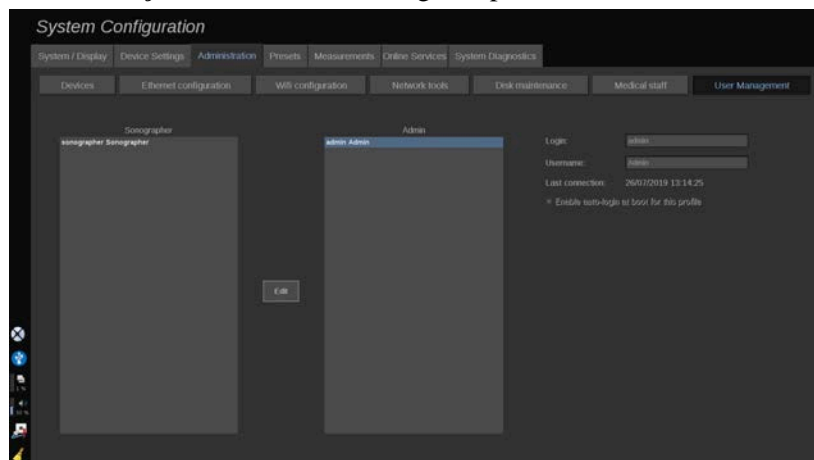 System Configuration
System / Display Device Settings Administration Presets Measurements Online Services System Diagnostics
Devices Ethernet configuration Wifi configuration Network tools Disk maintenance Medical staff User Management
Sonographer Admin
sonographer Sonographer admin Admin
Login: admin
Username: Admin
Last connection: 26/07/2019 13:14:25
Enable auto-login at boot for this profile
Edit